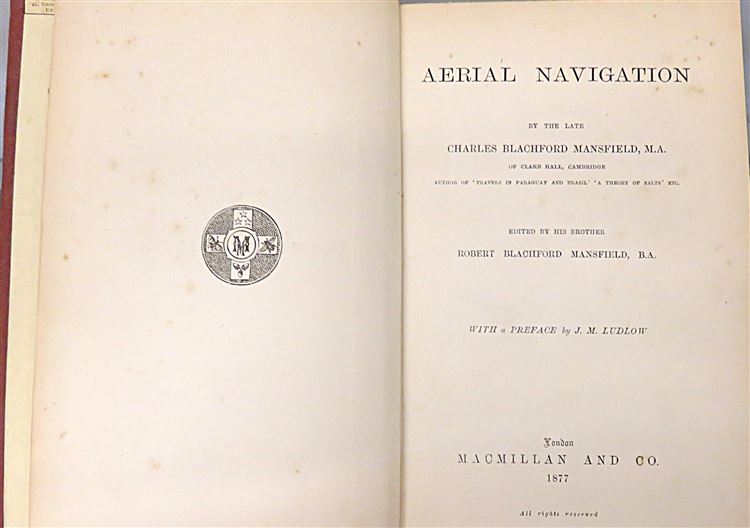 M
AERIAL NAVIGATION
BY THE LATE
CHARLES BLACHFORD MANSFIELD, M.A.
OF CLARE HALL, CAMBRIDGE
AUTHOR OF 'TRAVELS IN PARAGUAY AND BRAZIL' 'A THEORY OF SALTS' ETC.
EDITED BY HIS BROTHER
ROBERT BLACHFORD MANSFIELD, B.A.
WITH a PREFACE by J. M. LUDLOW
London
MACMILLAN AND CO.
1877
All rights reserved